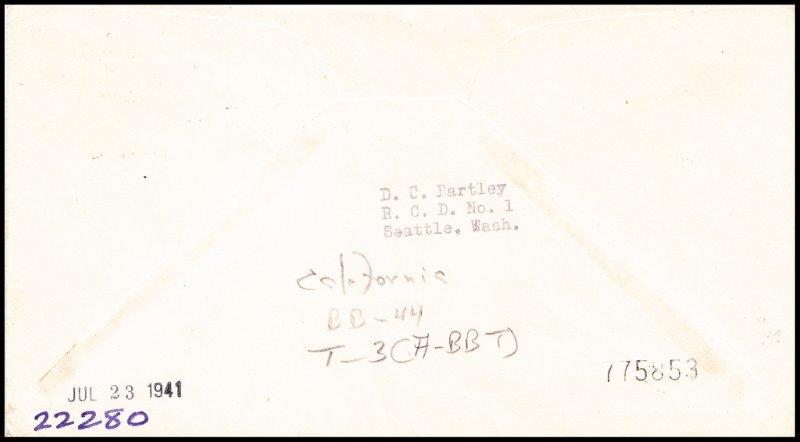 D. C. Bartley
R. C. D. No. 1
Seattle, Wash.
California
BB-44
T-3(A-BBT)
775853
JUL 23 1941
22280